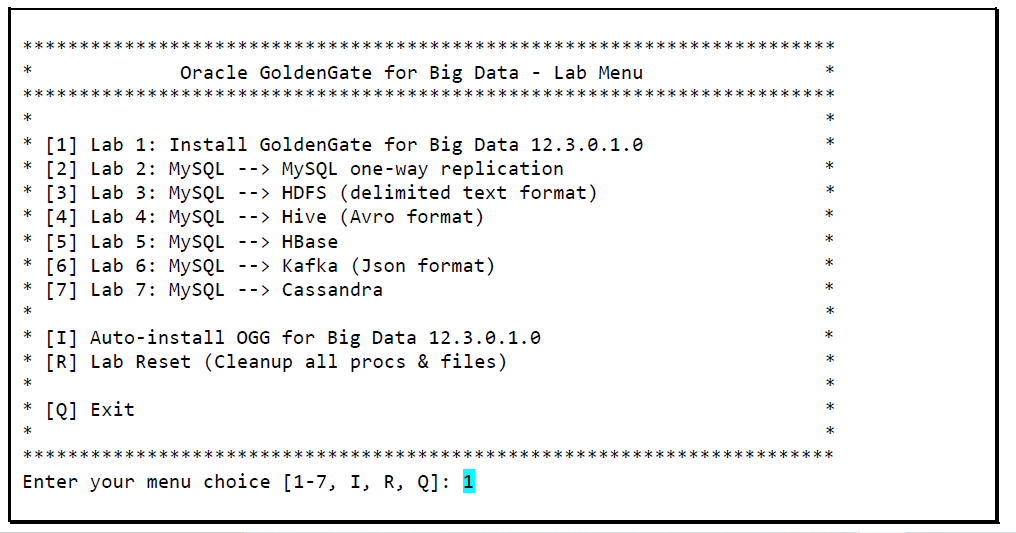 ************************************************************************
* Oracle GoldenGate for Big Data - Lab Menu *
************************************************************************
* *
* [1] Lab 1: Install GoldenGate for Big Data 12.3.0.1.0 *
* [2] Lab 2: MySQL --> MySQL one-way replication *
* [3] Lab 3: MySQL --> HDFS (delimited text format) *
* [4] Lab 4: MySQL --> Hive (Avro format) *
* [5] Lab 5: MySQL --> HBase *
* [6] Lab 6: MySQL --> Kafka (Json format) *
* [7] Lab 7: MySQL --> Cassandra *
* *
* [I] Auto-install OGG for Big Data 12.3.0.1.0 *
* [R] Lab Reset (Cleanup all procs & files) *
* *
* [Q] Exit *
* *
************************************************************************
Enter your menu choice [1-7, I, R, Q]: 1